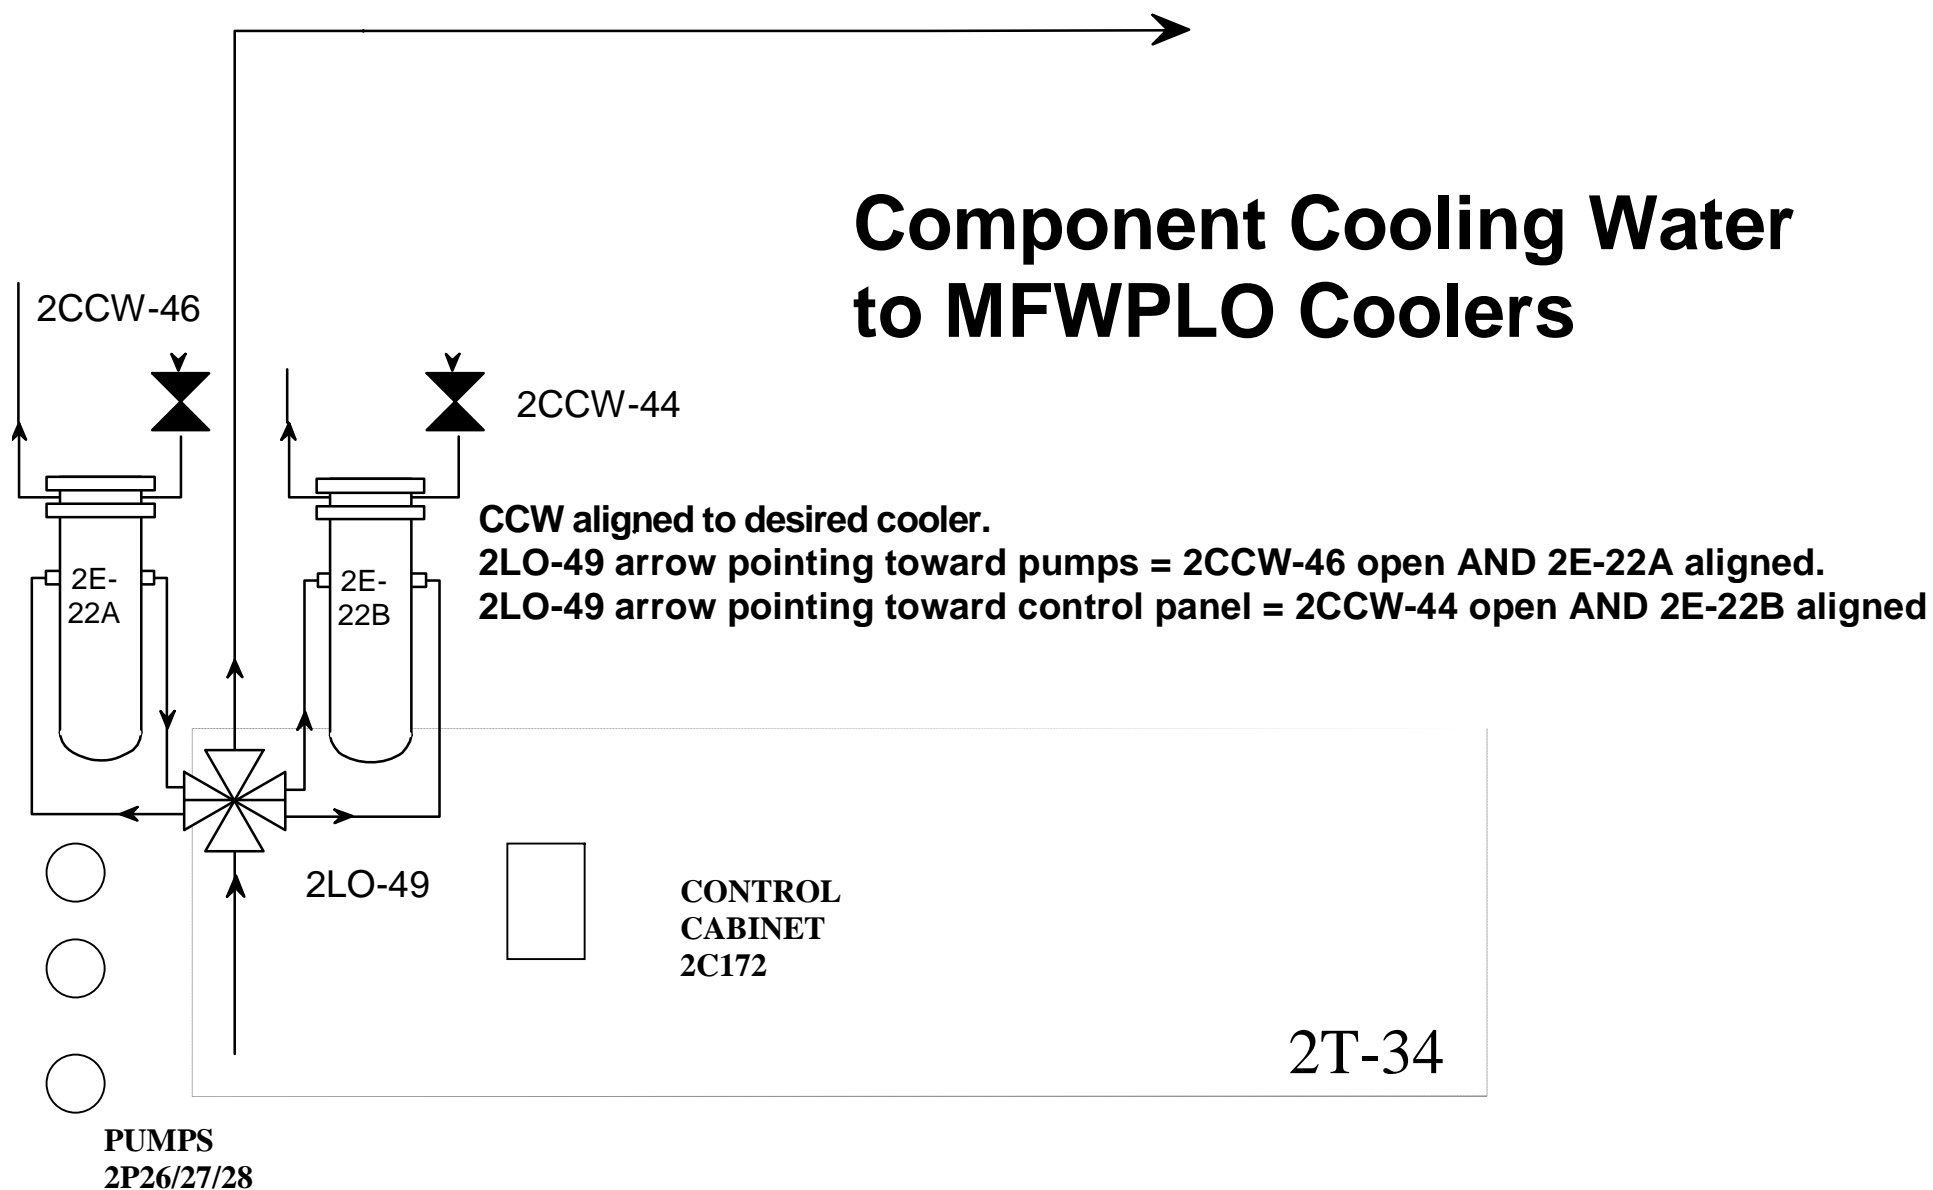 Component Cooling Water
to MFWPLO Coolers
2CCW-46
2CCW-44
CCW aligned to desired cooler.
2LO-49 arrow pointing toward pumps = 2CCW-46 open AND 2E-22A aligned.
2LO-49 arrow pointing toward control panel = 2CCW-44 open AND 2E-22B aligned
2E-
22A
2E-
22B
2LO-49
CONTROL
CABINET
2C172
2T-34
PUMPS
2P26/27/28